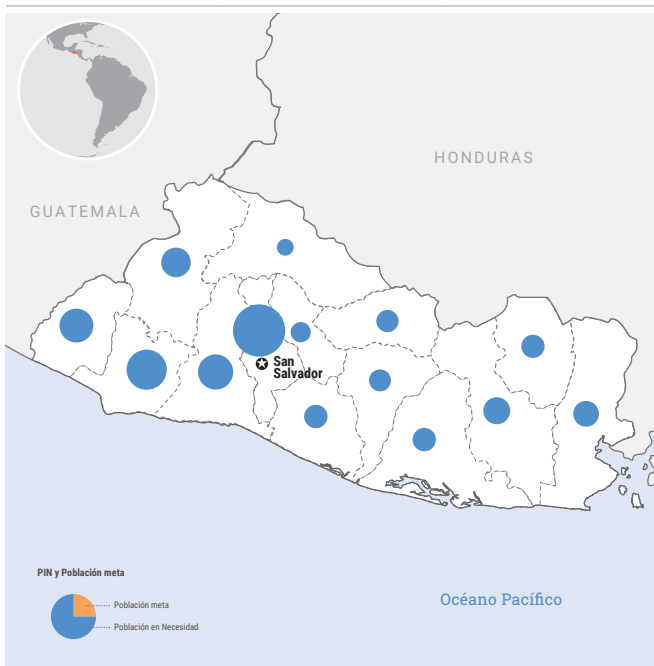 HONDURAS
GUATEMALA
San
Salvador
PIN y Población meta
Población meta
Población en Necesidad
Océano Pacífico